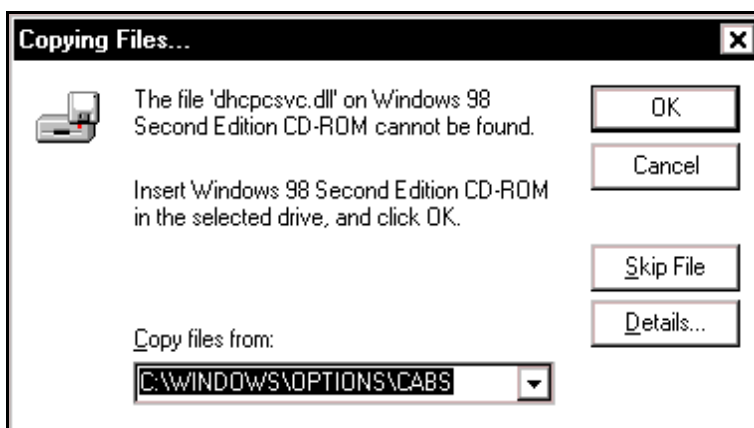 Copying Files...
The file 'dhcpcsvc.dll' on Windows 98
Second Edition CD-ROM cannot be found.
Insert Windows 98 Second Edition CD-ROM
in the selected drive, and click OK.
Copy files from:
C:\WINDOWS\OPTIONS\CABS
OK
Cancel
Skip File
Details...